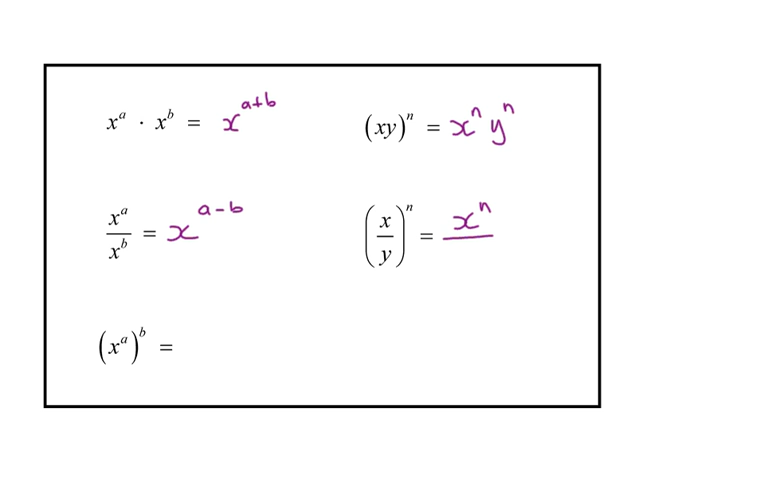 x^a · x^b = x^{a+b}
(xy)^n = x^n y^n
x^a / x^b = x^{a-b}
(x / y)^n = x^n /
(x^a)^b =